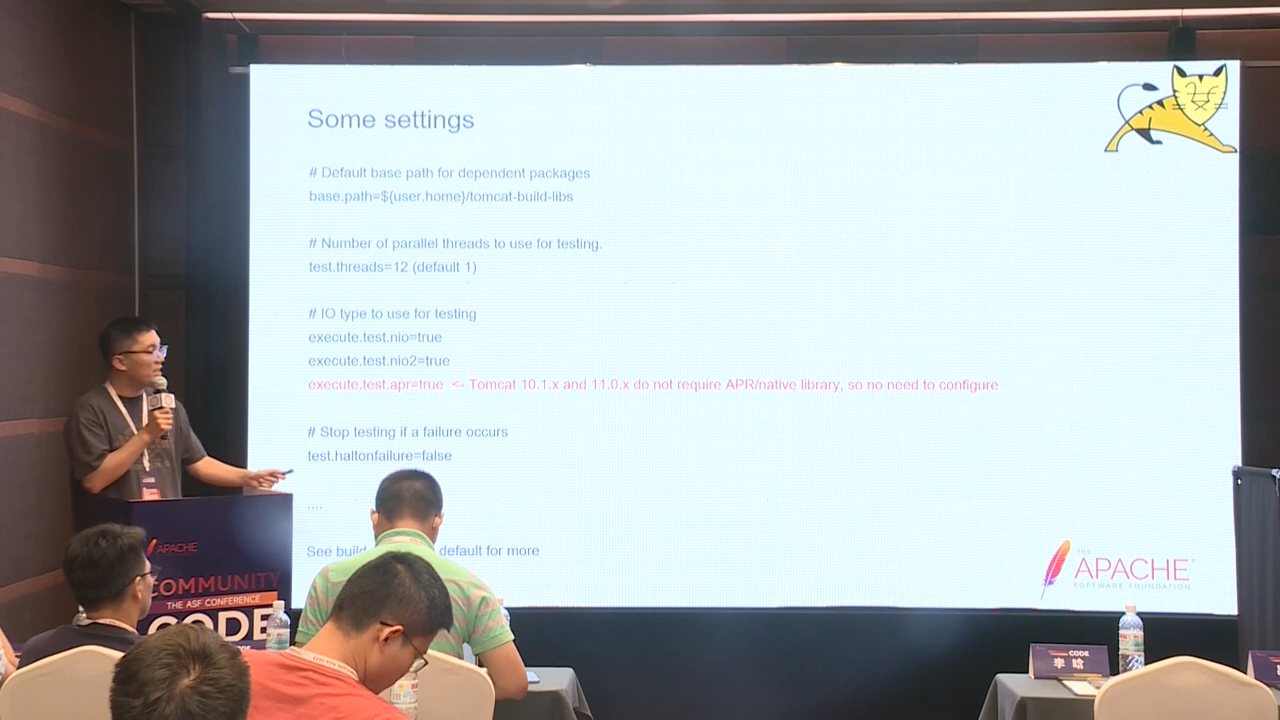 Some settings
# Default base path for dependent packages
base.path=${user.home}/tomcat-build-libs
# Number of parallel threads to use for testing.
test.threads=12 (default 1)
# IO type to use for testing
execute.test.nio=true
execute.test.nio2=true
execute.test.apr=true <- Tomcat 10.1.x and 11.0.x do not require APR/native library, so no need to configure
# Stop testing if a failure occurs
test.haltonfailure=false
....
See build default for more
THE
APACHE
SOFTWARE FOUNDATION
APACHE
COMMUNITY
THE ASF CONFERENCE
CODE
CODE
李 晗